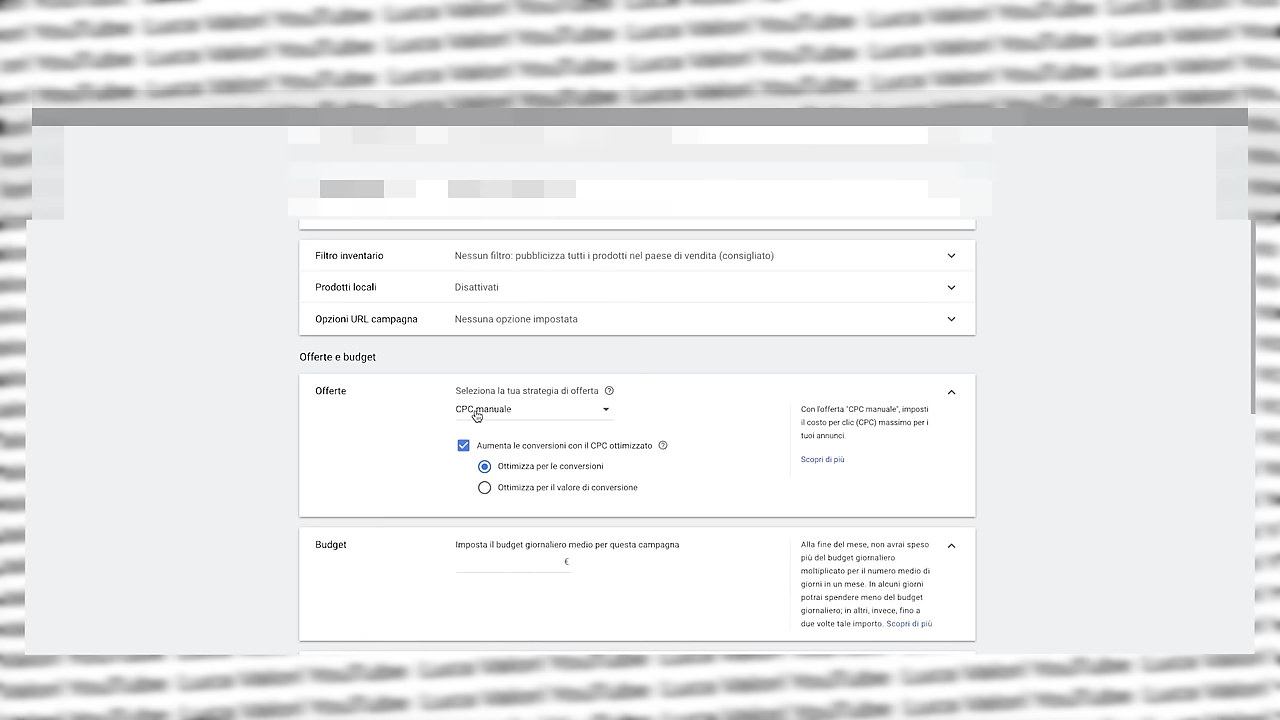 Filtro inventario
Nessun filtro: pubblicizza tutti i prodotti nel paese di vendita (consigliato)
Prodotti locali
Disattivati
Opzioni URL campagna
Nessuna opzione impostata
Offerte e budget
Offerte
Seleziona la tua strategia di offerta
CPC manuale
Aumenta le conversioni con il CPC ottimizzato
Ottimizza per le conversioni
Ottimizza per il valore di conversione
Con l'offerta "CPC manuale", imposti
il costo per clic (CPC) massimo per i
tuoi annunci.
Scopri di più
Budget
Imposta il budget giornaliero medio per questa campagna
€
Alla fine del mese, non avrai speso
più del budget giornaliero
moltiplicato per il numero medio di
giorni in un mese. In alcuni giorni
potrai spendere meno del budget
giornaliero; in altri, invece, fino a
due volte tale importo. Scopri di più